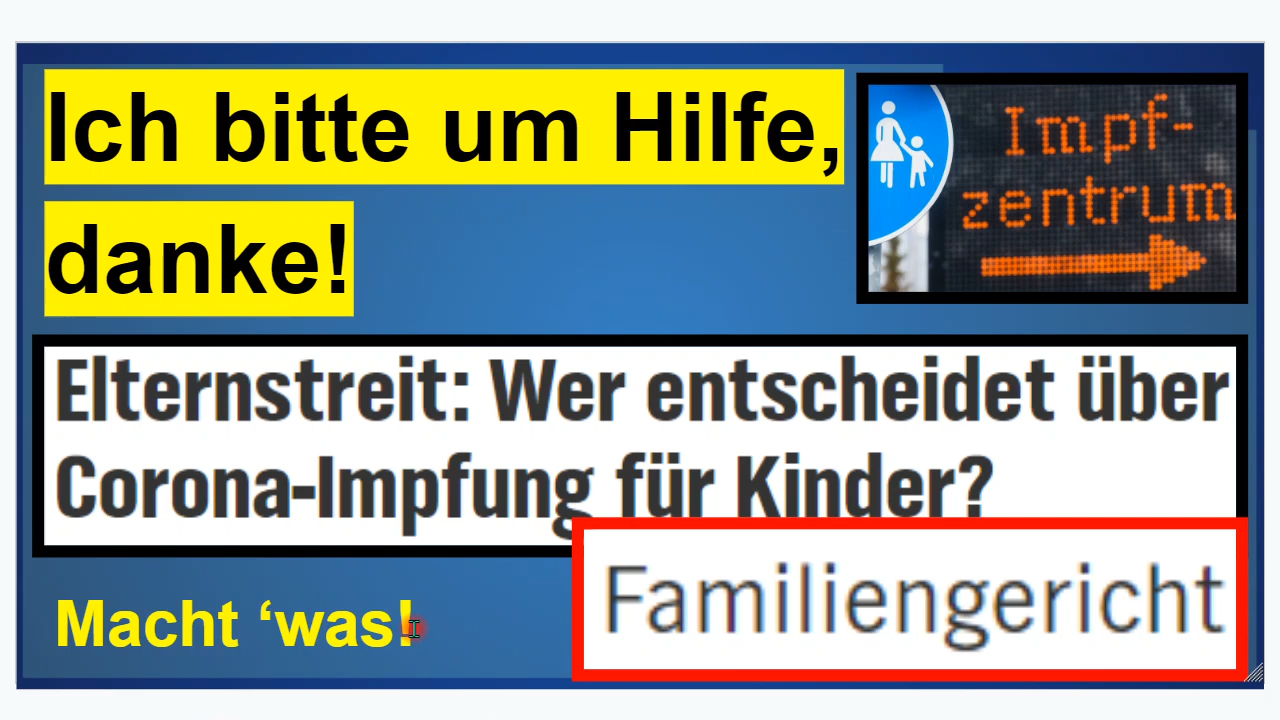 Ich bitte um Hilfe,
danke!
Impf-
zentrum
Elternstreit: Wer entscheidet über
Corona-Impfung für Kinder?
Familiengericht
Macht ‘was!